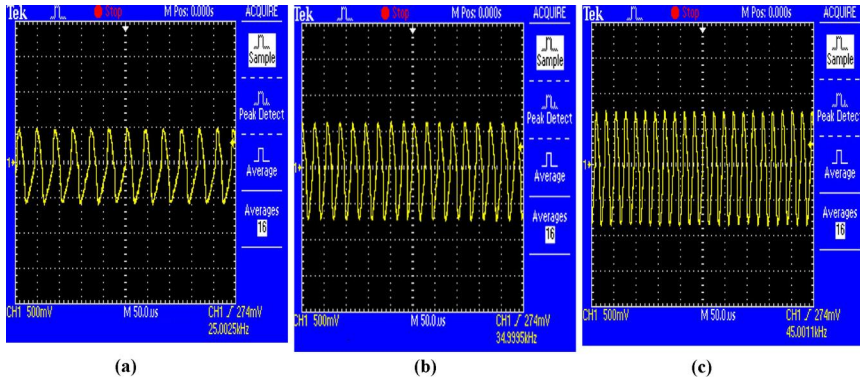 Tek Stop M Pos: 0.000s ACQUIRE
Sample
Peak Detect
Average
Averages
16
1
CH1 500mV M 50.0us CH1 274mV
25.0025kHz
(a)
Tek Stop M Pos: 0.000s ACQUIRE
Sample
Peak Detect
Average
Averages
16
1
CH1 500mV M 50.0us CH1 274mV
34.9995kHz
(b)
Tek Stop M Pos: 0.000s ACQUIRE
Sample
Peak Detect
Average
Averages
16
1
CH1 500mV M 50.0us CH1 274mV
45.0011kHz
(c)